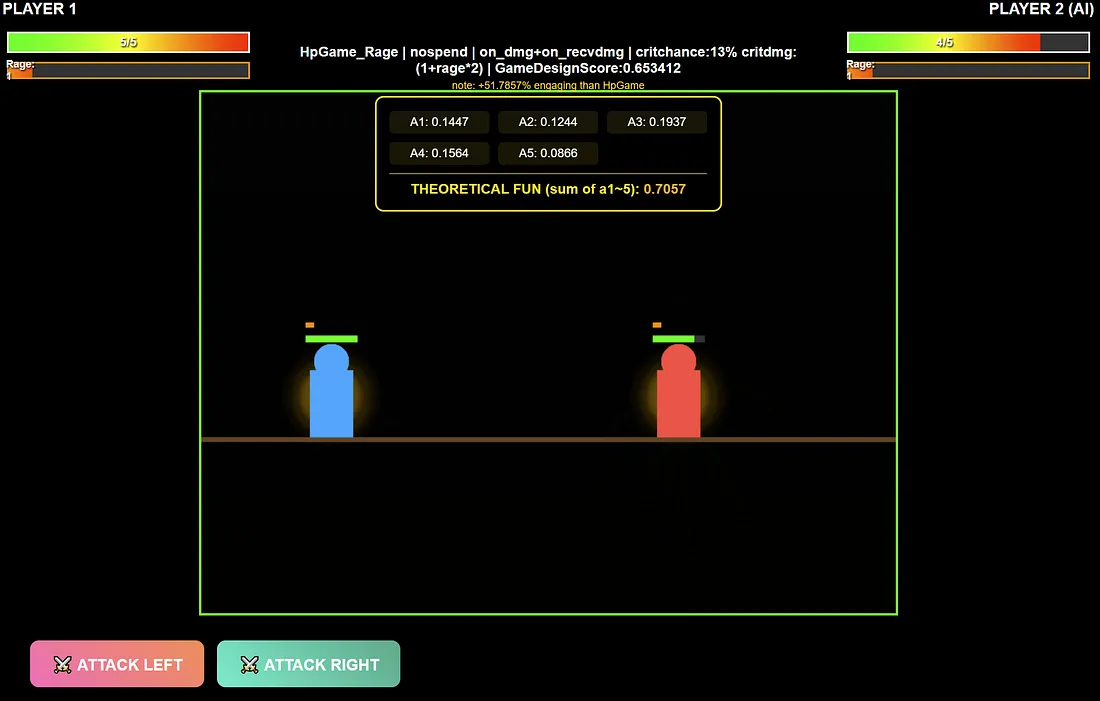 PLAYER 1
PLAYER 2 (AI)
5/5
4/5
Rage:
1
Rage:
1
HpGame_Rage | nospend | on_dmg+on_recvdmg | critchance:13% critdmg:
(1+rage*2) | GameDesignScore:0.653412
note: +51.7857% engaging than HpGame
A1: 0.1447
A2: 0.1244
A3: 0.1937
A4: 0.1564
A5: 0.0866
THEORETICAL FUN (sum of a1~5): 0.7057
⚔️ ATTACK LEFT
⚔️ ATTACK RIGHT